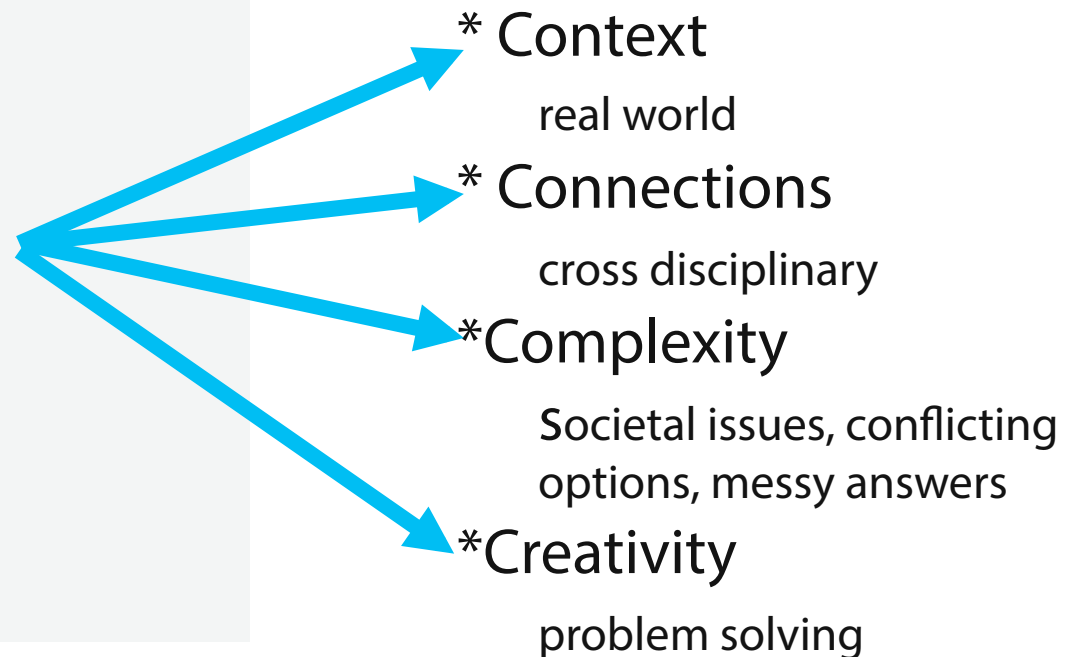 * Context
real world
* Connections
cross disciplinary
*Complexity
Societal issues, conflicting
options, messy answers
*Creativity
problem solving